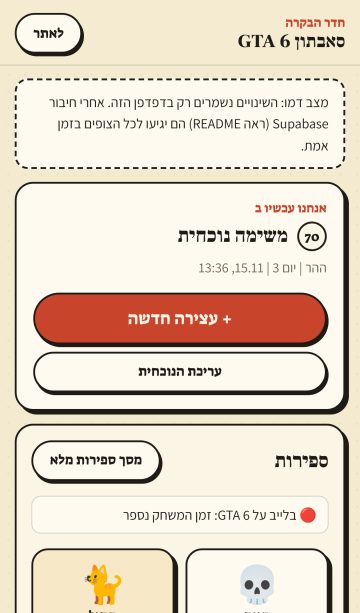 חדר הבקרה
סאבתון GTA 6
לאתר
מצב דמו: השינויים נשמרים רק בדפדפן הזה. אחרי חיבור
Supabase (ראה README) הם יגיעו לכל הצופים בזמן
אמת.
אנחנו עכשיו ב
70 משימה נוכחית
ההר | יום 3 | 15.11, 13:36
+ עצירה חדשה
עריכת הנוכחית
ספירות
מסך ספירות מלא
בלייב על GTA 6: זמן המשחק נספר